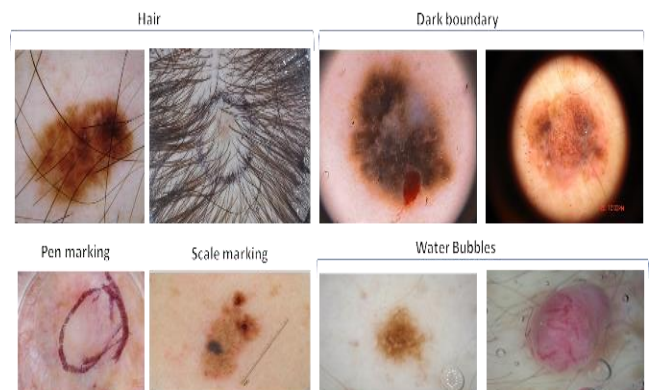 Hair
Dark boundary
Pen marking
Scale marking
Water Bubbles